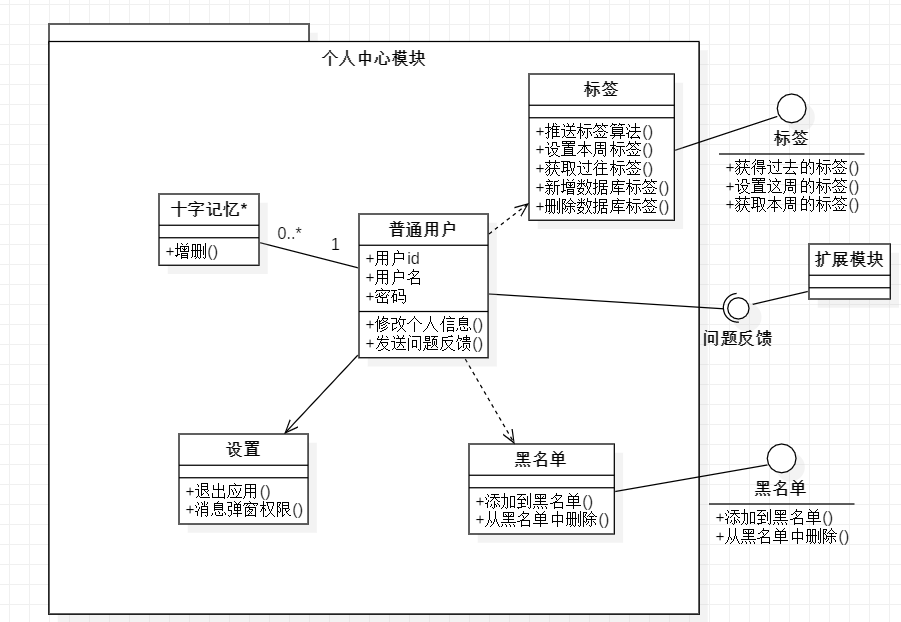 个人中心模块
标签
+推送标签算法()
+设置本周标签()
+获取过往标签()
+新增数据库标签()
+删除数据库标签()
标签
+获得过去的标签()
+设置这周的标签()
+获取本周的标签()
十字记忆*
+增删()
0..*
1
普通用户
+用户id
+用户名
+密码
+修改个人信息()
+发送问题反馈()
扩展模块
问题反馈
设置
+退出应用()
+消息弹窗权限()
黑名单
+添加到黑名单()
+从黑名单中删除()
黑名单
+添加到黑名单()
+从黑名单中删除()